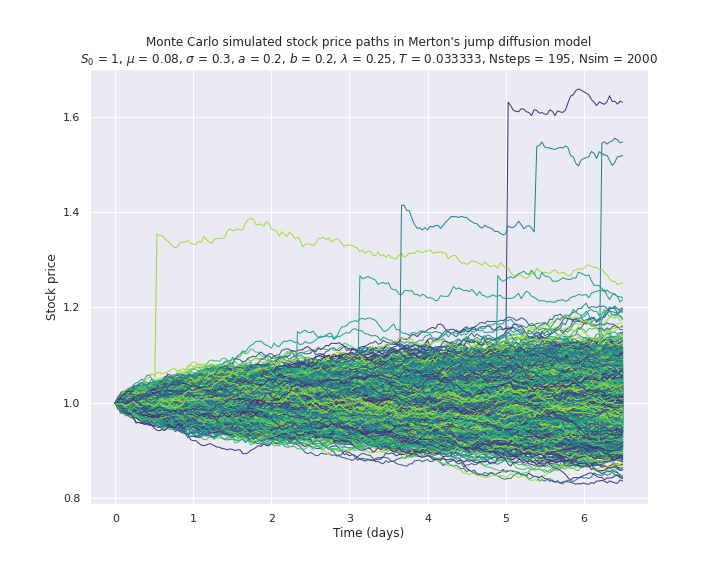 Monte Carlo simulated stock price paths in Merton's jump diffusion model
S₀ = 1, μ = 0.08, σ = 0.3, a = 0.2, b = 0.2, λ = 0.25, T = 0.033333, Nsteps = 195, Nsim = 2000
Stock price
1.6
1.4
1.2
1.0
0.8
0 1 2 3 4 5 6
Time (days)